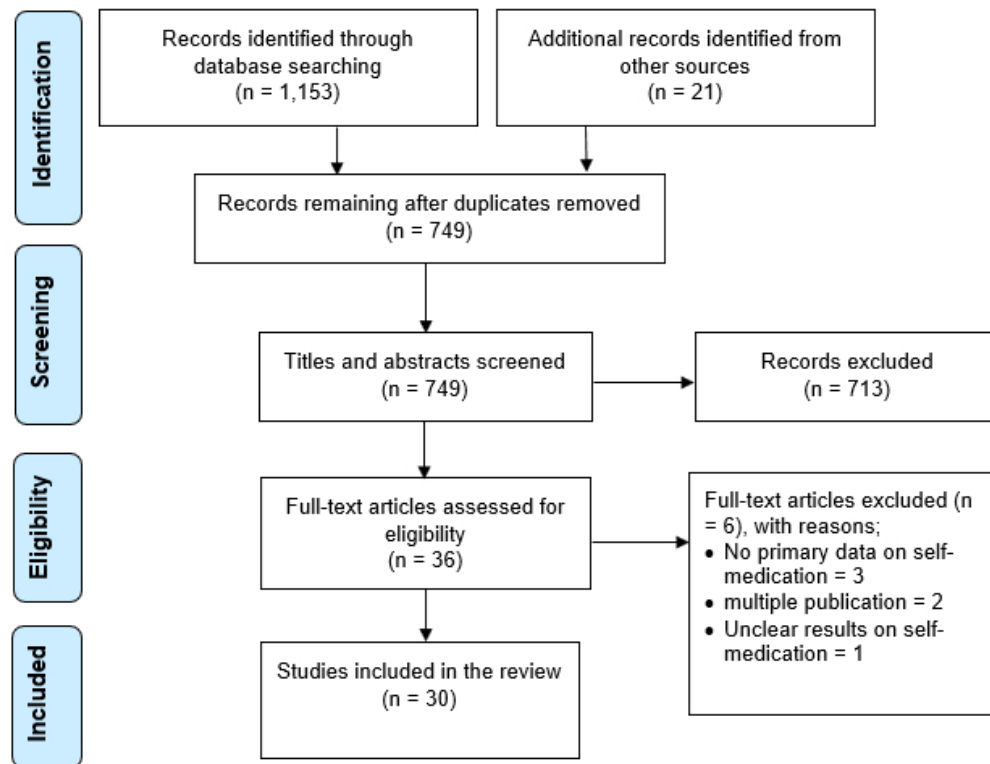 Identification
Records identified through
database searching
(n = 1,153)
Additional records identified from
other sources
(n = 21)
Records remaining after duplicates removed
(n = 749)
Screening
Titles and abstracts screened
(n = 749)
Records excluded
(n = 713)
Eligibility
Full-text articles assessed for
eligibility
(n = 36)
Full-text articles excluded (n
= 6), with reasons;
• No primary data on self-
medication = 3
• multiple publication = 2
• Unclear results on self-
medication = 1
Included
Studies included in the review
(n = 30)